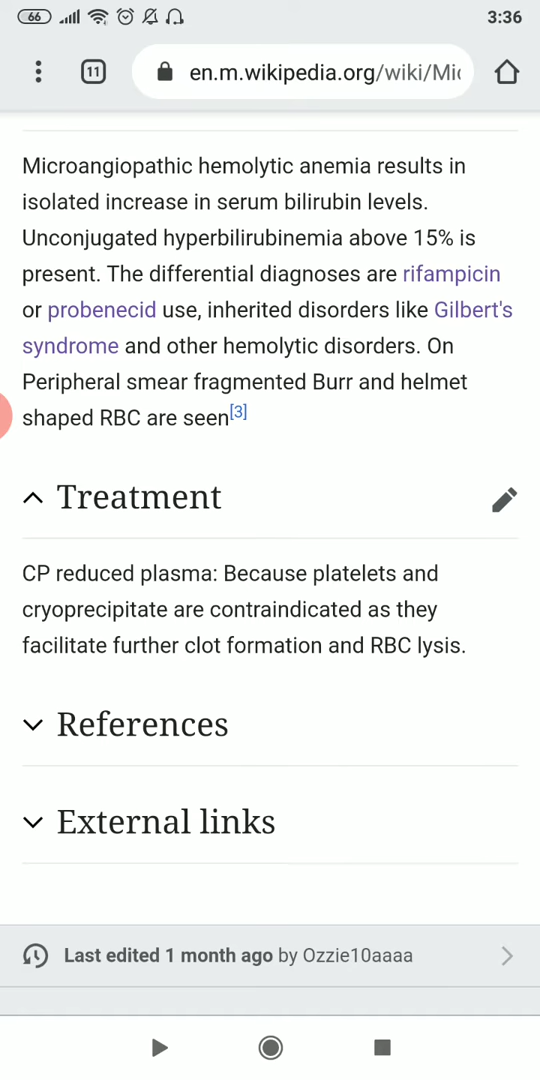 66
3:36
11
en.m.wikipedia.org/wiki/Mic
Microangiopathic hemolytic anemia results in
isolated increase in serum bilirubin levels.
Unconjugated hyperbilirubinemia above 15% is
present. The differential diagnoses are rifampicin
or probenecid use, inherited disorders like Gilbert's
syndrome and other hemolytic disorders. On
Peripheral smear fragmented Burr and helmet
shaped RBC are seen[3]
Treatment
CP reduced plasma: Because platelets and
cryoprecipitate are contraindicated as they
facilitate further clot formation and RBC lysis.
References
External links
Last edited 1 month ago by Ozzie10aaaa